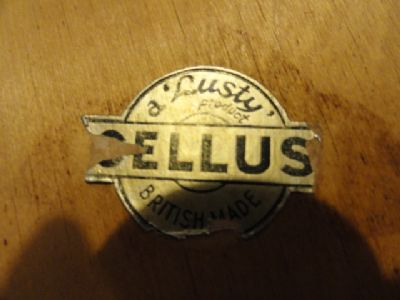 a 'Lusty'
product
ELLUS
BRITISH MADE